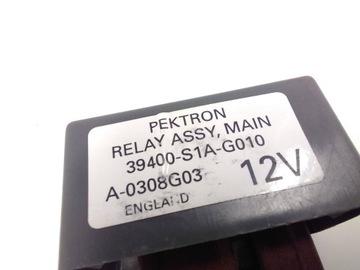 PEKTRON
RELAY ASSY, MAIN
39400-S1A-G010
A-0308G03 12V
ENGLAND